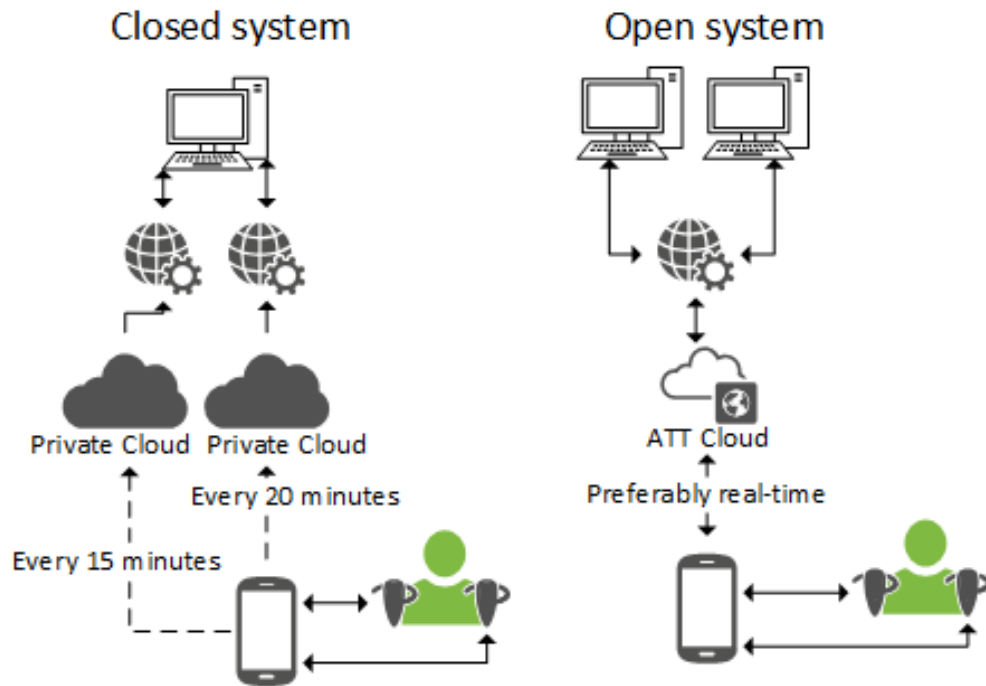 Closed system
Open system
Private Cloud
Private Cloud
ATT Cloud
Every 20 minutes
Preferably real-time
Every 15 minutes